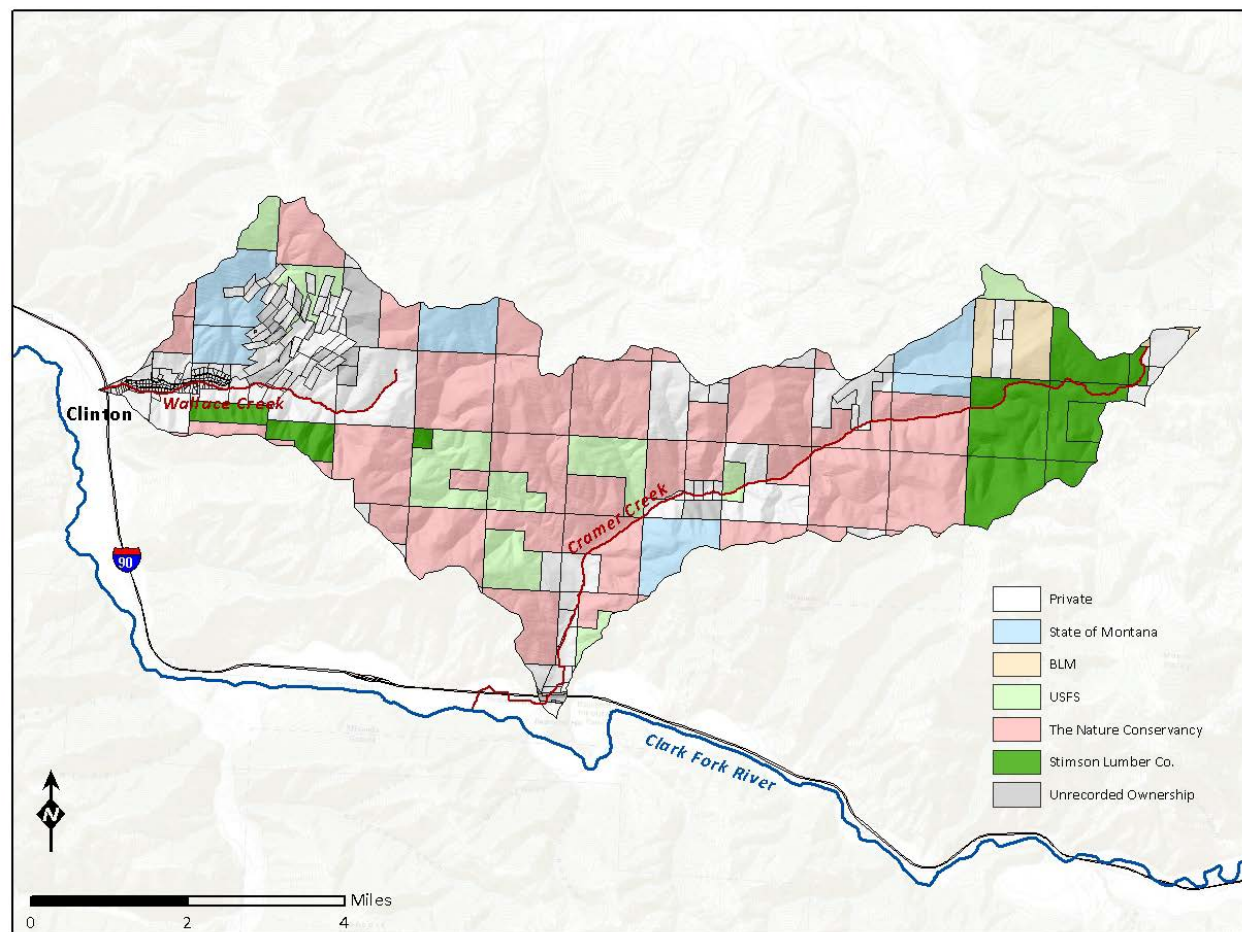 Wallace Creek
Clinton
Cramer Creek
90
Clark Fork River
Private
State of Montana
BLM
USFS
The Nature Conservancy
Stimson Lumber Co.
Unrecorded Ownership
N
Miles
0 2 4